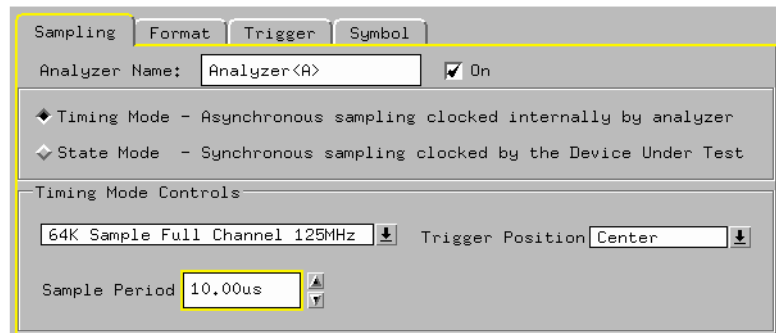 Sampling Format Trigger Symbol
Analyzer Name: Analyzer<A> On
Timing Mode - Asynchronous sampling clocked internally by analyzer
State Mode - Synchronous sampling clocked by the Device Under Test
Timing Mode Controls
64K Sample Full Channel 125MHz Trigger Position Center
Sample Period 10.00us